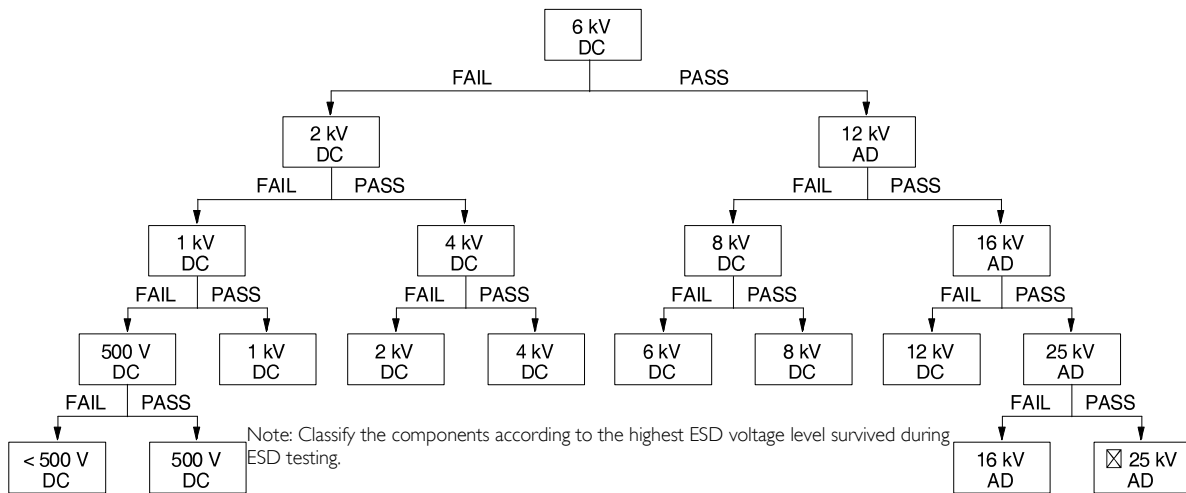 6 kV
DC
FAIL PASS
2 kV
DC
12 kV
AD
FAIL PASS
FAIL PASS
1 kV
DC
4 kV
DC
8 kV
DC
16 kV
AD
FAIL PASS
FAIL PASS
FAIL PASS
FAIL PASS
500 V
DC
1 kV
DC
2 kV
DC
4 kV
DC
6 kV
DC
8 kV
DC
12 kV
DC
25 kV
AD
FAIL PASS
FAIL PASS
Note: Classify the components according to the highest ESD voltage level survived during
ESD testing.
< 500 V
DC
500 V
DC
16 kV
AD
25 kV
AD